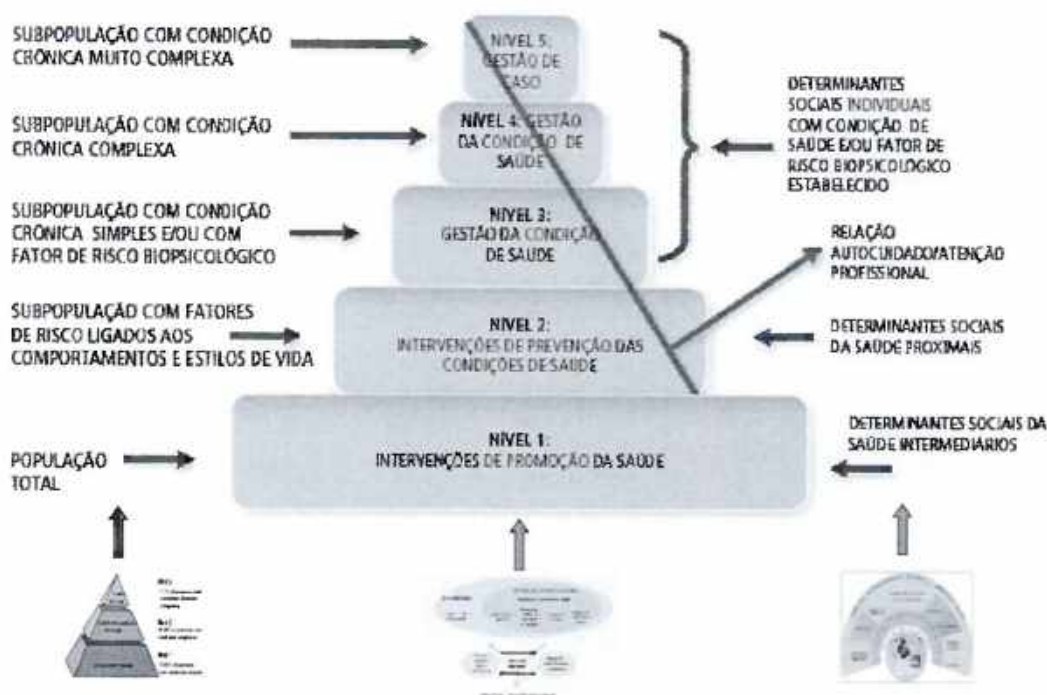 SUBPOPULAÇÃO COM CONDIÇÃO
CRÔNICA MUITO COMPLEXA
SUBPOPULAÇÃO COM CONDIÇÃO
CRÔNICA COMPLEXA
SUBPOPULAÇÃO COM CONDIÇÃO
CRÔNICA SIMPLES E/OU COM
FATOR DE RISCO BIOPSICOLÓGICO
SUBPOPULAÇÃO COM FATORES
DE RISCO LIGADOS AOS
COMPORTAMENTOS E ESTILOS DE VIDA
POPULAÇÃO
TOTAL
NÍVEL 5:
GESTÃO DE
CASO
NÍVEL 4: GESTÃO
DA CONDIÇÃO DE
SAÚDE
NÍVEL 3:
GESTÃO DA CONDIÇÃO
DE SAÚDE
NÍVEL 2:
INTERVENÇÕES DE PREVENÇÃO DAS
CONDIÇÕES DE SAÚDE
NÍVEL 1:
INTERVENÇÕES DE PROMOÇÃO DA SAÚDE
DETERMINANTES
SOCIAIS INDIVIDUAIS
COM CONDIÇÃO DE
SAÚDE E/OU FATOR DE
RISCO BIOPSICOLÓGICO
ESTABELECIDO
RELAÇÃO
AUTOCUIDADO/ATENÇÃO
PROFISSIONAL
DETERMINANTES SOCIAIS
DA SAÚDE PROXIMAIS
DETERMINANTES SOCIAIS DA
SAÚDE INTERMEDIÁRIOS